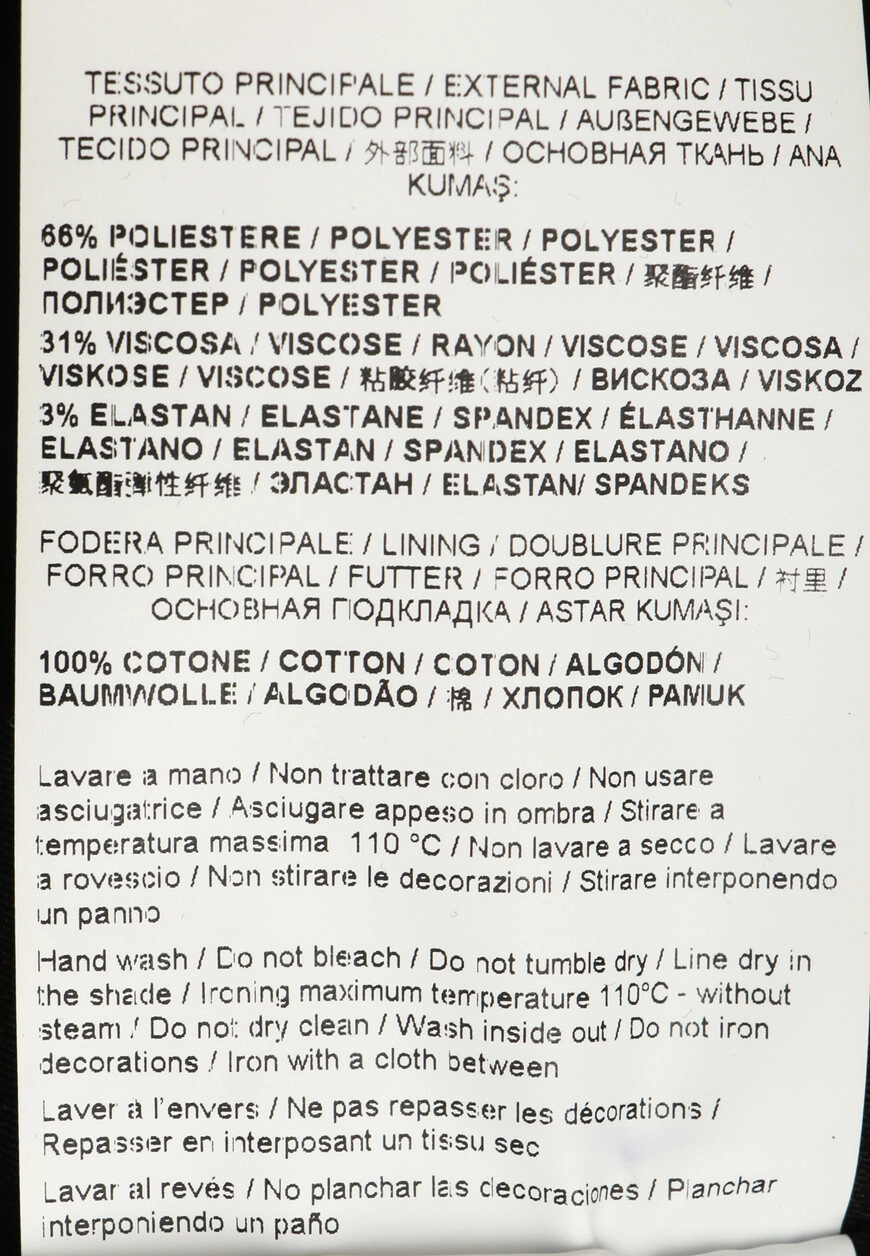 TESSUTO PRINCIPALE / EXTERNAL FABRIC / TISSU
PRINCIPAL / TEJIDO PRINCIPAL / AUßENGEWEBE /
TECIDO PRINCIPAL / 外部面料 / ОСНОВНАЯ ТКАНЬ / ANA
KUMAŞ:
66% POLIESTERE / POLYESTER / POLYESTER /
POLIÉSTER / POLYESTER / POLIÉSTER / 聚酯纤维 /
ПОЛИЭСТЕР / POLYESTER
31% VISCOSA / VISCOSE / RAYON / VISCOSE / VISCOSA /
VISKOSE / VISCOSE / 粘胶纤维（粘纤） / ВИСКОЗА / VISKOZ
3% ELASTAN / ELASTANE / SPANDEX / ÉLASTHANNE /
ELASTANO / ELASTAN / SPANDEX / ELASTANO /
聚氨酯弹性纤维 / ЭЛАСТАН / ELASTAN/ SPANDEKS
FODERA PRINCIPALE / LINING / DOUBLURE PRINCIPALE /
FORRO PRINCIPAL / FUTTER / FORRO PRINCIPAL / 衬里 /
ОСНОВНАЯ ПОДКЛАДКА / ASTAR KUMAŞI:
100% COTONE / COTTON / COTON / ALGODÓN /
BAUMWOLLE / ALGODÃO / 棉 / ХЛОПОК / PAMUK
Lavare a mano / Non trattare con cloro / Non usare
asciugatrice / Asciugare appeso in ombra / Stirare a
temperatura massima 110 °C / Non lavare a secco / Lavare
a rovescio / Non stirare le decorazioni / Stirare interponendo
un panno
Hand wash / Do not bleach / Do not tumble dry / Line dry in
the shade / Ironing maximum temperature 110°C - without
steam / Do not dry clean / Wash inside out / Do not iron
decorations / Iron with a cloth between
Laver à l'envers / Ne pas repasser les décorations /
Repasser en interposant un tissu sec
Lavar al revés / No planchar las decoraciones / Planchar
interponiendo un paño